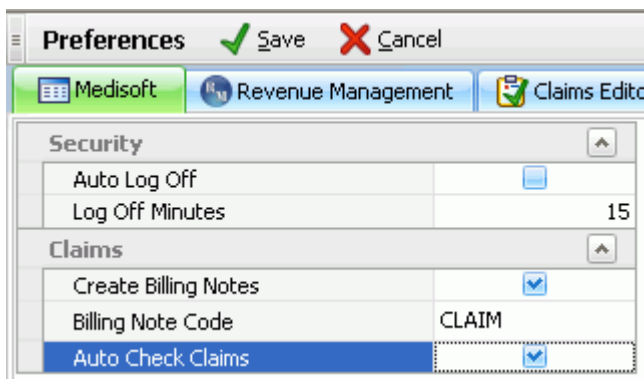 Preferences Save Cancel
Medisoft Revenue Management Claims Edito
Security
Auto Log Off
Log Off Minutes 15
Claims
Create Billing Notes
Billing Note Code CLAIM
Auto Check Claims